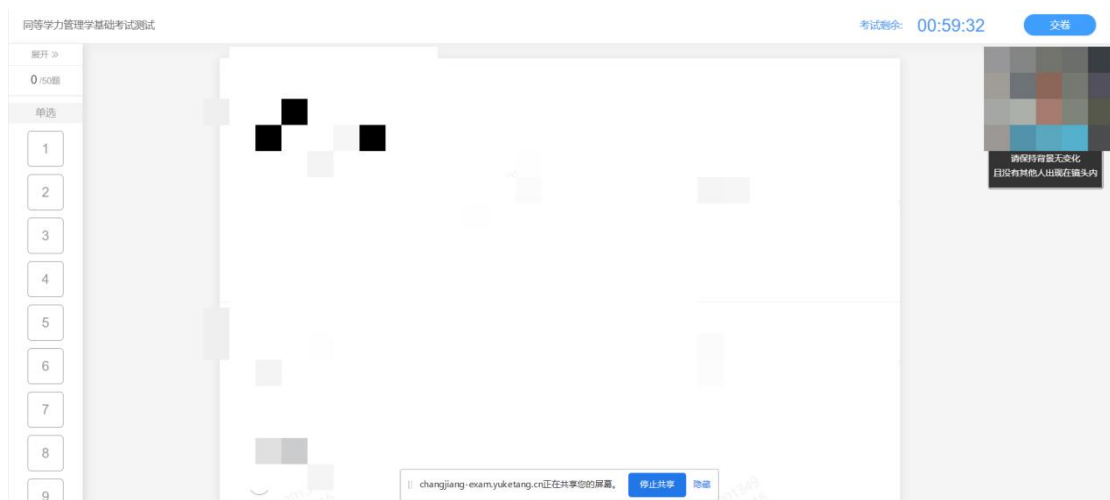 同等学力管理学基础考试测试
考试剩余: 00:59:32
交卷
展开 »
0 /50题
单选
1
2
3
4
5
6
7
8
9
请保持背景无变化
且没有其他人出现在镜头内
changjiang-exam.yuketang.cn正在共享您的屏幕。
停止共享
隐藏